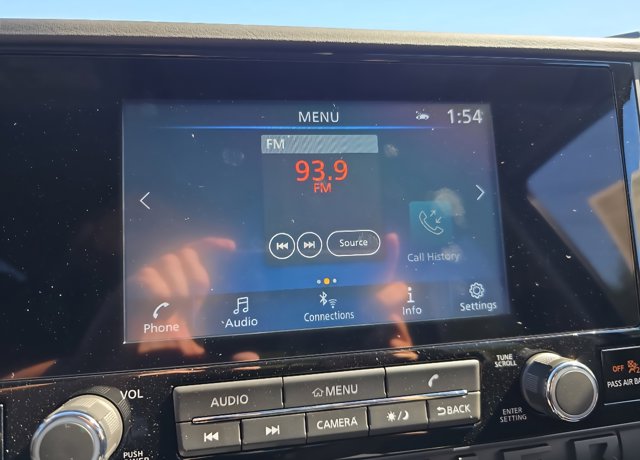 MENU 1:54
FM
93.9
FM
Source
Call History
Phone Audio Connections Info Settings
VOL
PUSH
AUDIO MENU
CAMERA BACK
TUNE
SCROLL
ENTER
SETTING
OFF
PASS AIR BA